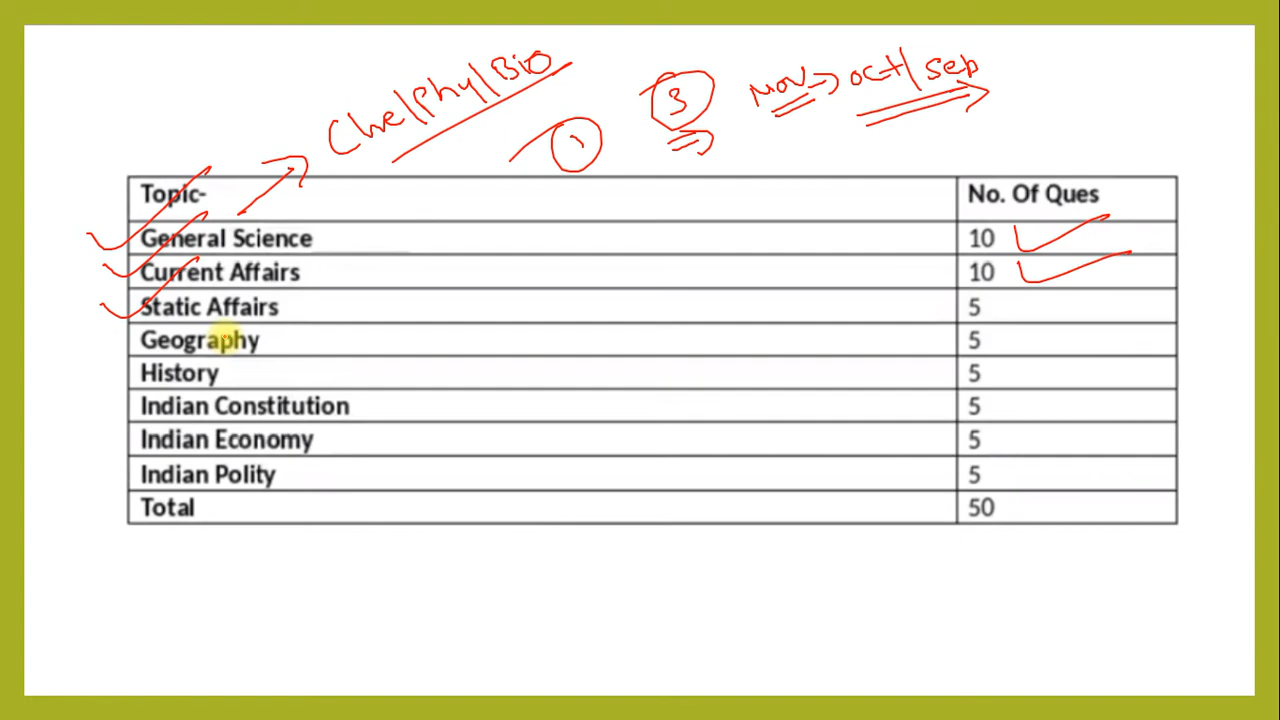 Che/Phy/Bio
1
3
Nov → Oct/Sep
Topic- No. Of Ques
General Science 10
Current Affairs 10
Static Affairs 5
Geography 5
History 5
Indian Constitution 5
Indian Economy 5
Indian Polity 5
Total 50